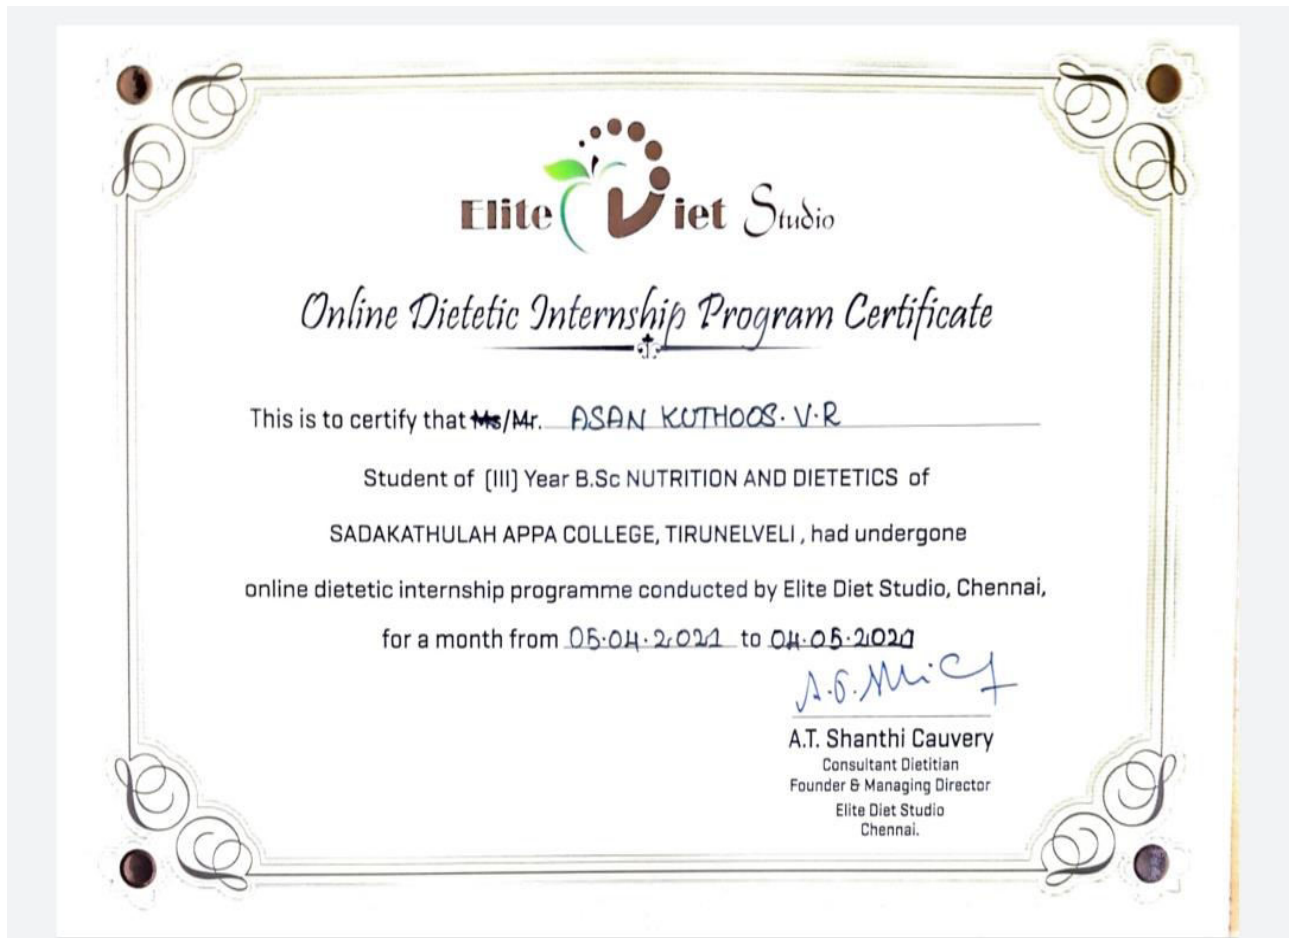 Elite Diet Studio
Online Dietetic Internship Program Certificate
This is to certify that Ms/Mr. ASAN KUTHOOS. V.R
Student of (III) Year B.Sc NUTRITION AND DIETETICS of
SADAKATHULAH APPA COLLEGE, TIRUNELVELI , had undergone
online dietetic internship programme conducted by Elite Diet Studio, Chennai,
for a month from 05.04.2021 to 04.05.2021
A.T. Shanthi Cauvery
Consultant Dietitian
Founder & Managing Director
Elite Diet Studio
Chennai.